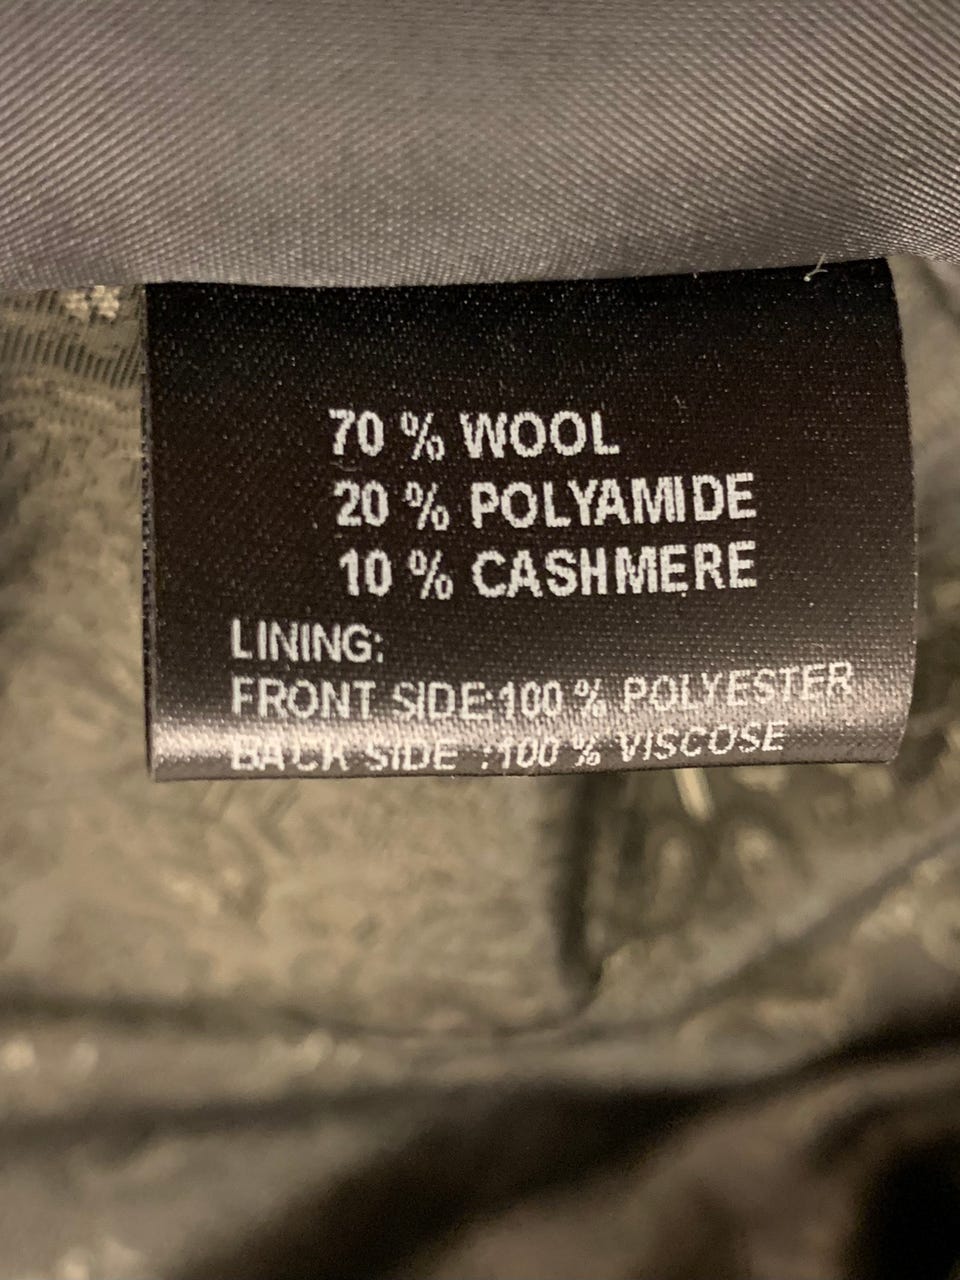 70 % WOOL
20 % POLYAMIDE
10 % CASHMERE
LINING:
FRONT SIDE:100 % POLYESTER
BACK SIDE :100 % VISCOSE